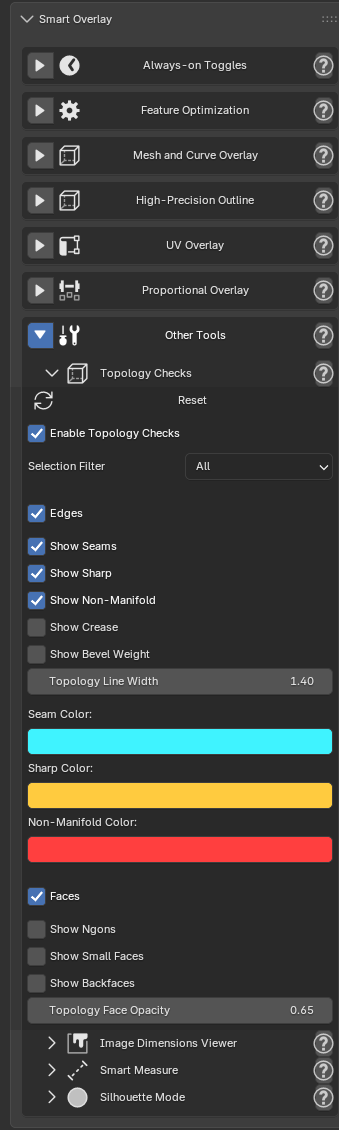 Smart Overlay
Always-on Toggles
Feature Optimization
Mesh and Curve Overlay
High-Precision Outline
UV Overlay
Proportional Overlay
Other Tools
Topology Checks
Reset
Enable Topology Checks
Selection Filter All
Edges
Show Seams
Show Sharp
Show Non-Manifold
Show Crease
Show Bevel Weight
Topology Line Width 1.40
Seam Color:
Sharp Color:
Non-Manifold Color:
Faces
Show Ngons
Show Small Faces
Show Backfaces
Topology Face Opacity 0.65
Image Dimensions Viewer
Smart Measure
Silhouette Mode